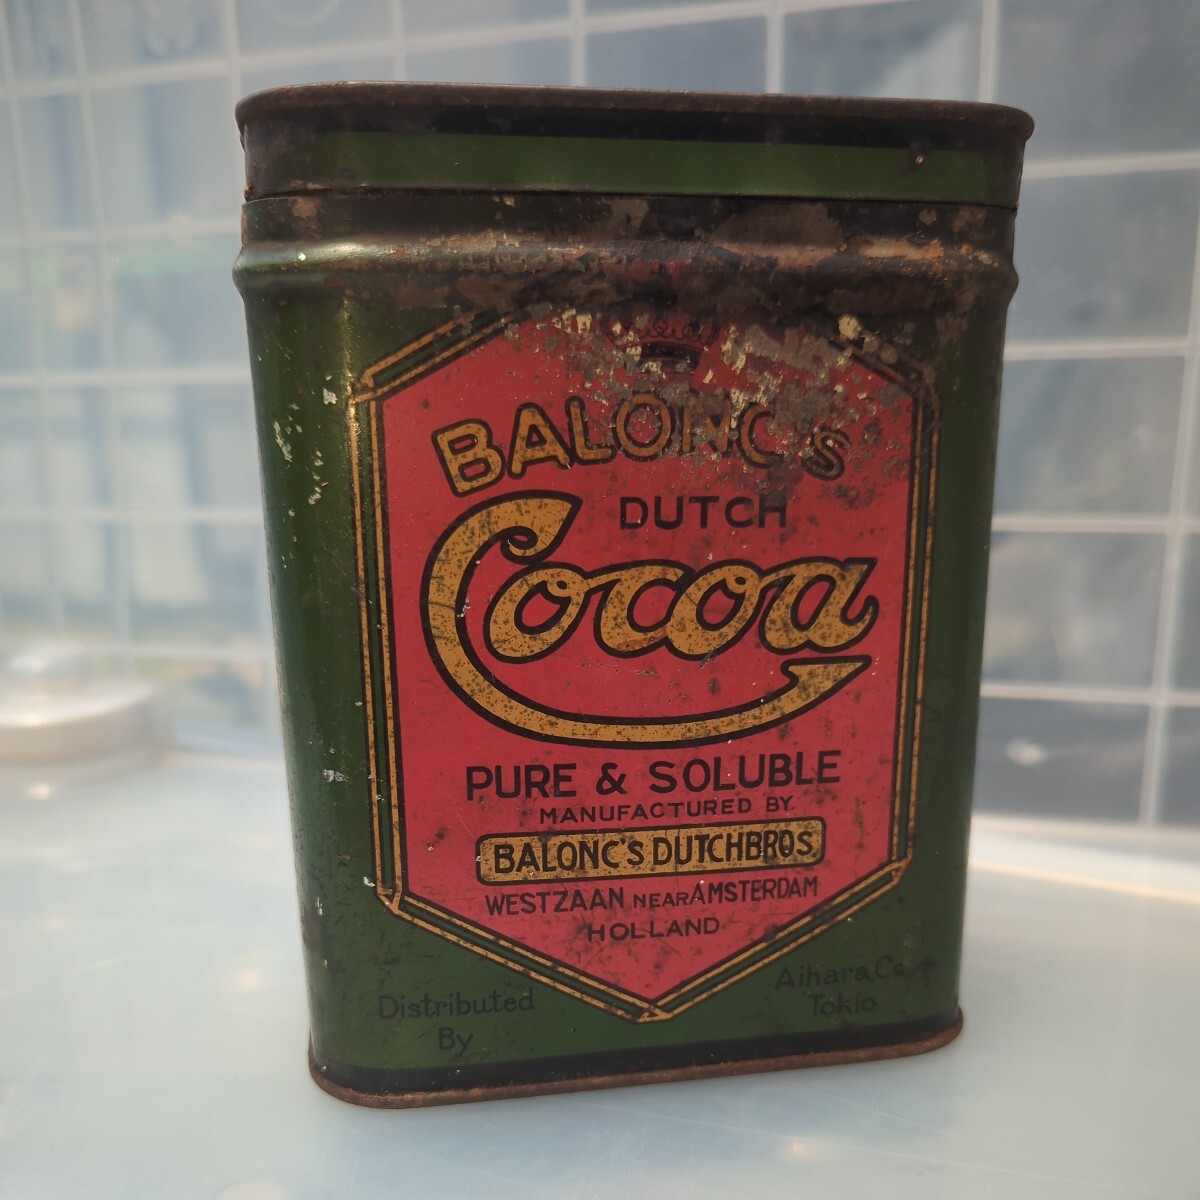 BALONC's
DUTCH
Cocoa
PURE & SOLUBLE
MANUFACTURED BY
BALONC'S DUTCHBROS
WESTZAAN NEAR AMSTERDAM
HOLLAND
Distributed
By
Aihara Co
Tokio